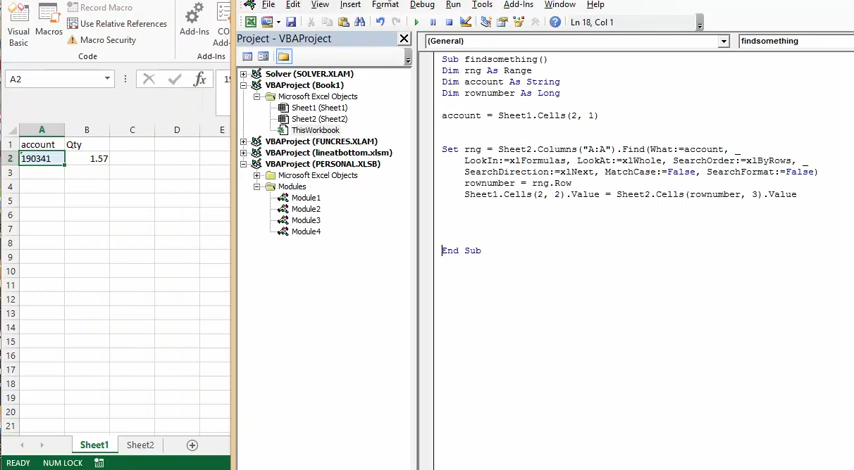 Visual
Basic
Macros
Record Macro
Use Relative References
Macro Security
Code
Add-Ins
Add-Ins
A2
fx
A B C D E
1 account Qty
2 190341 1.57
3
4
5
6
7
8
9
10
11
12
13
14
15
16
17
18
19
20
21
Sheet1 Sheet2
READY NUM LOCK
File Edit View Insert Format Debug Run Tools Add-Ins Window Help
Ln 18, Col 1
Project - VBAProject
Solver (SOLVER.XLAM)
VBAProject (Book1)
Microsoft Excel Objects
Sheet1 (Sheet1)
Sheet2 (Sheet2)
ThisWorkbook
VBAProject (FUNCRES.XLAM)
VBAProject (lineatbottom.xlsm)
VBAProject (PERSONAL.XLSB)
Microsoft Excel Objects
Modules
Module1
Module2
Module3
Module4
(General) findsomething
Sub findsomething()
Dim rng As Range
Dim account As String
Dim rownumber As Long
account = Sheet1.Cells(2, 1)
Set rng = Sheet2.Columns("A:A").Find(What:=account, _
LookIn:=xlFormulas, LookAt:=xlWhole, SearchOrder:=xlByRows, _
SearchDirection:=xlNext, MatchCase:=False, SearchFormat:=False)
rownumber = rng.Row
Sheet1.Cells(2, 2).Value = Sheet2.Cells(rownumber, 3).Value
End Sub